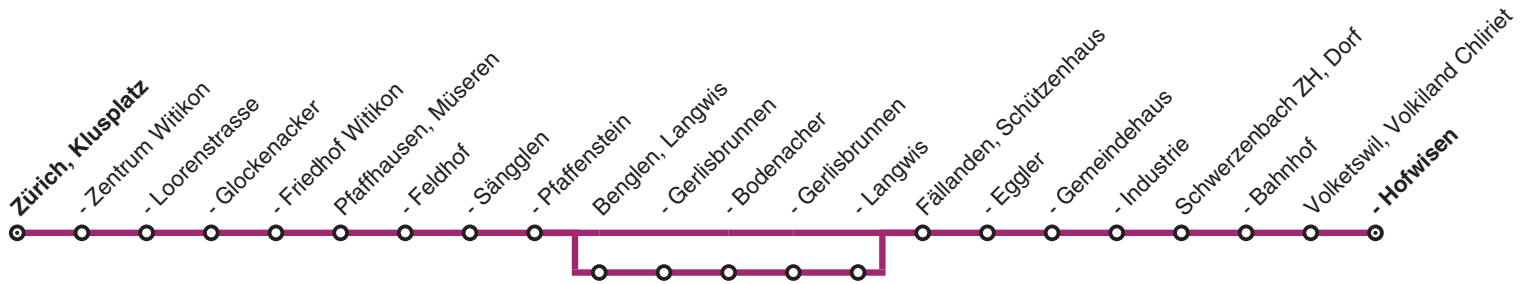 Zürich, Klusplatz
- Zentrum Witikon
- Loorenstrasse
- Glockenacker
- Friedhof Witikon
Pfaffhausen, Müseren
- Feldhof
- Sängglen
- Pfaffenstein
Benglen, Langwis
- Gerlisbrunnen
- Bodenacher
- Gerlisbrunnen
- Langwis
Fällanden, Schützenhaus
- Eggler
- Gemeindehaus
- Industrie
Schwerzenbach ZH, Dorf
- Bahnhof
Volketswil, Volkiland Chliriet
- Hofwisen